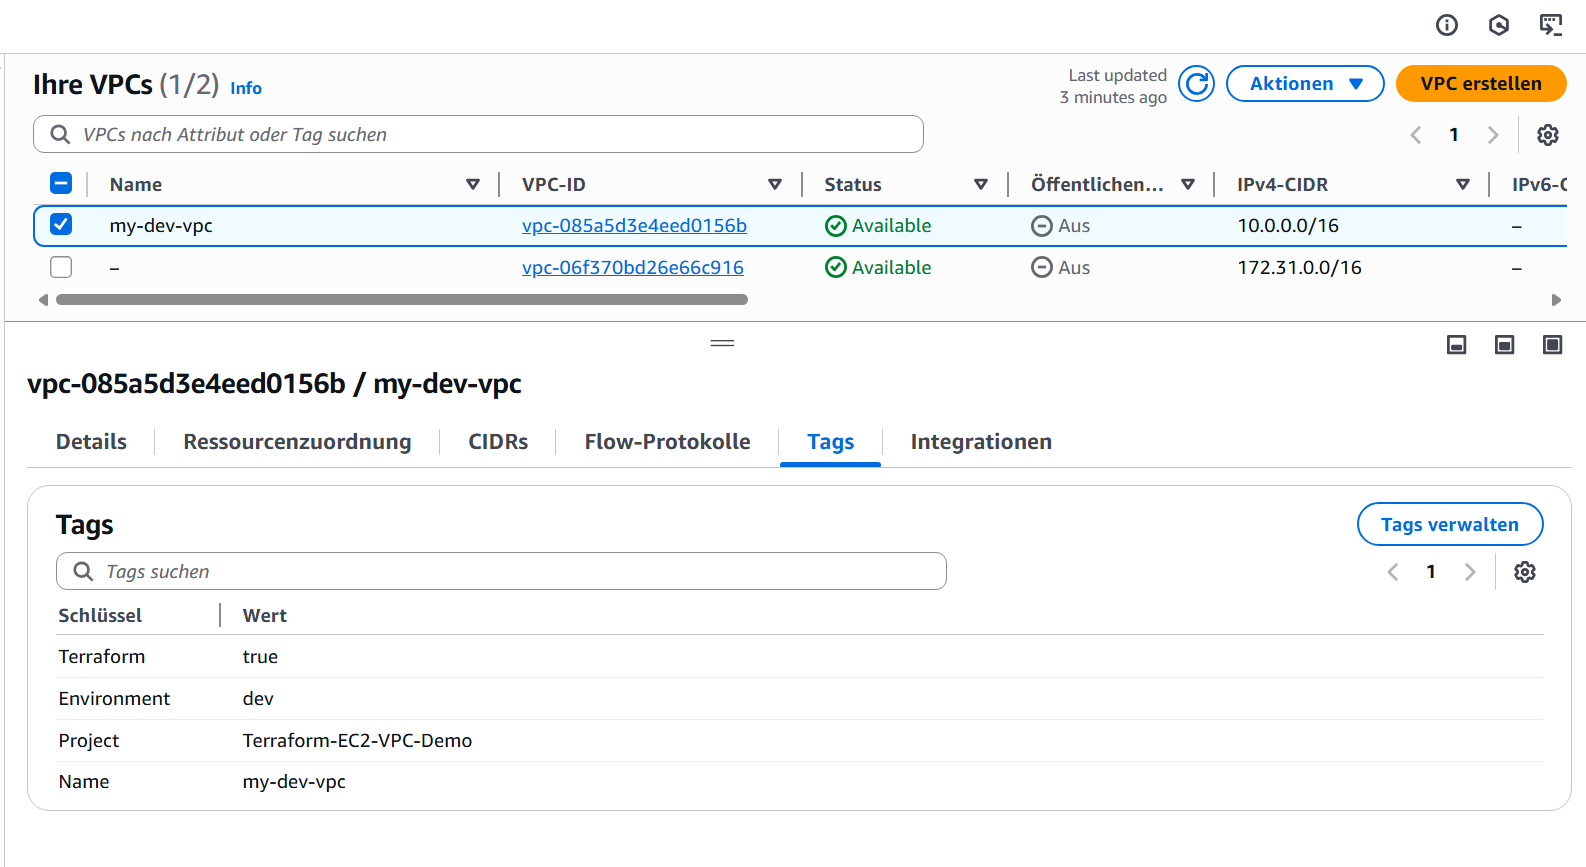 Ihre VPCs (1/2) Info
Last updated
3 minutes ago
Aktionen
VPC erstellen
VPCs nach Attribut oder Tag suchen
1
Name VPC-ID Status Öffentlichen... IPv4-CIDR IPv6-C
my-dev-vpc vpc-085a5d3e4eed0156b Available Aus 10.0.0.0/16 –
– vpc-06f370bd26e66c916 Available Aus 172.31.0.0/16 –
vpc-085a5d3e4eed0156b / my-dev-vpc
Details Ressourcenzuordnung CIDRs Flow-Protokolle Tags Integrationen
Tags
Tags verwalten
Tags suchen
1
Schlüssel Wert
Terraform true
Environment dev
Project Terraform-EC2-VPC-Demo
Name my-dev-vpc